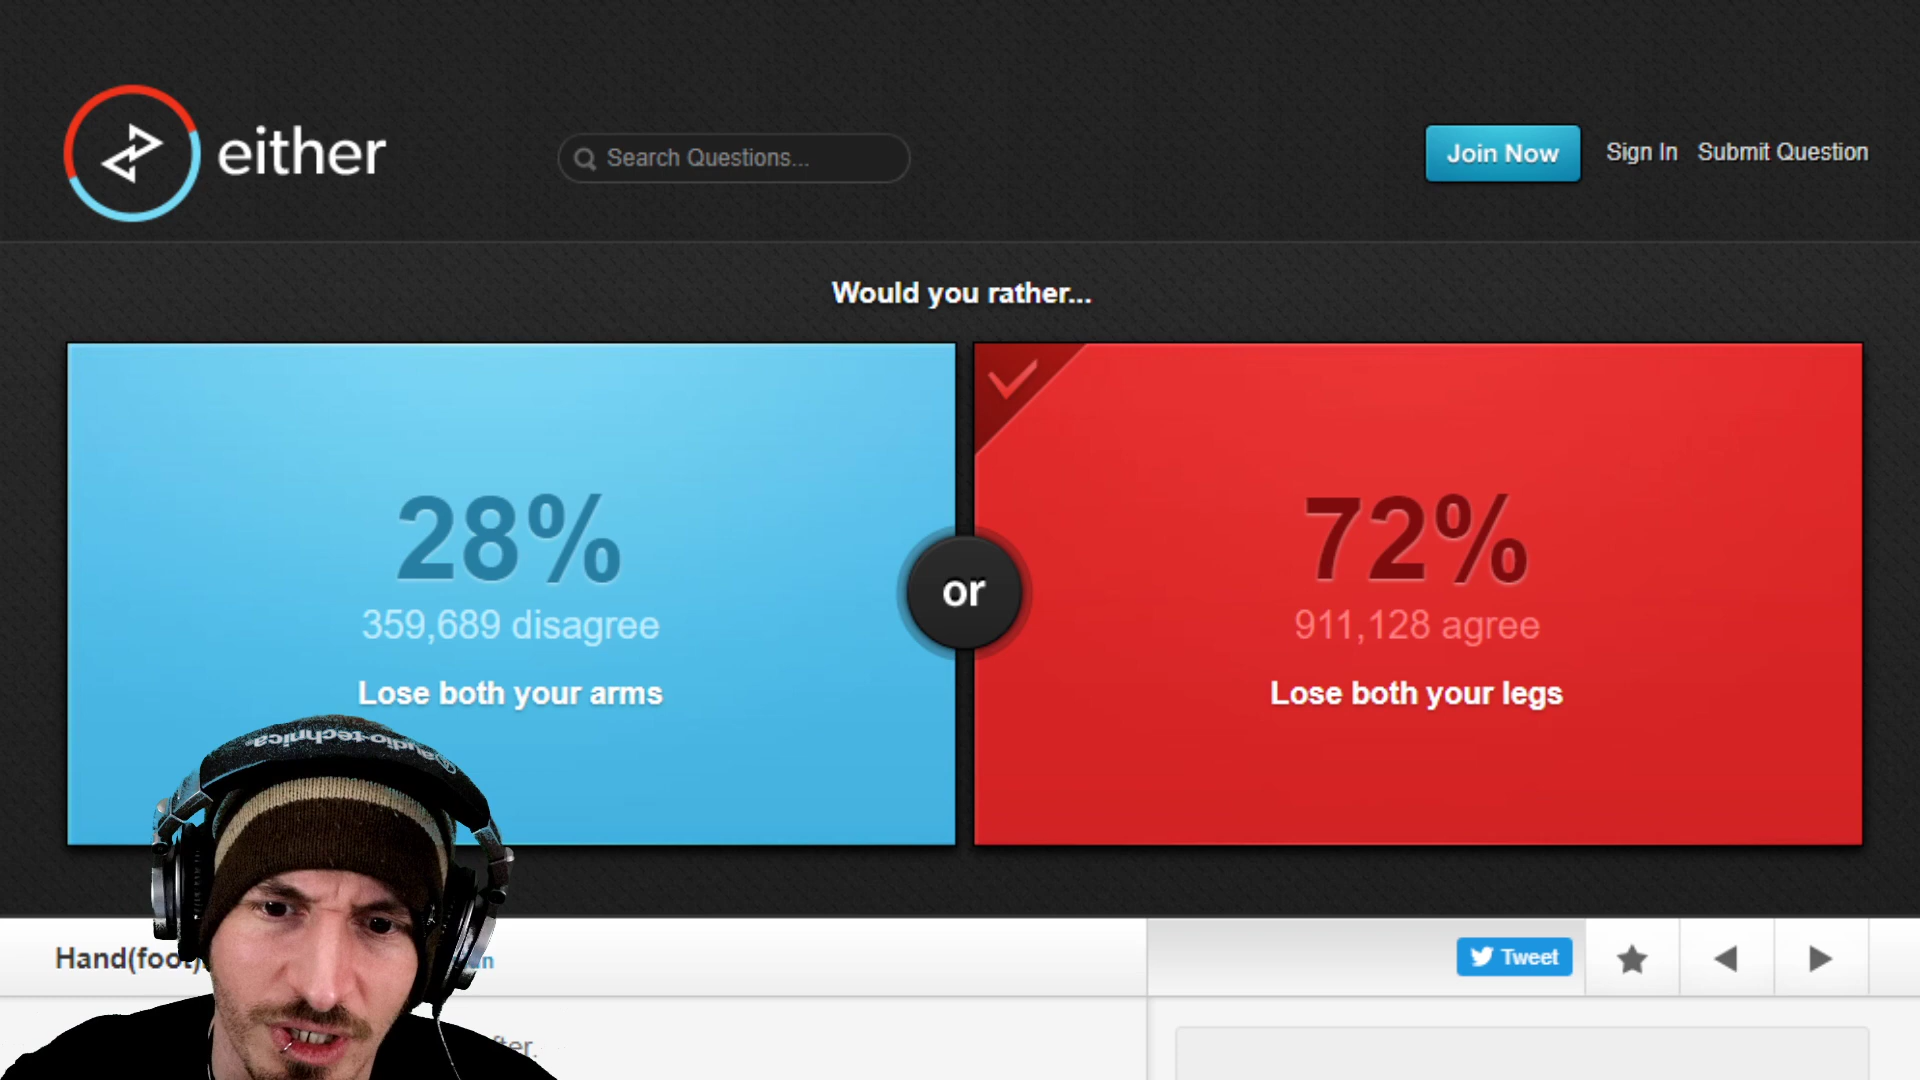 either
Search Questions...
Join Now
Sign In
Submit Question
Would you rather...
28%
359,689 disagree
Lose both your arms
or
72%
911,128 agree
Lose both your legs
audio-technica
Tweet